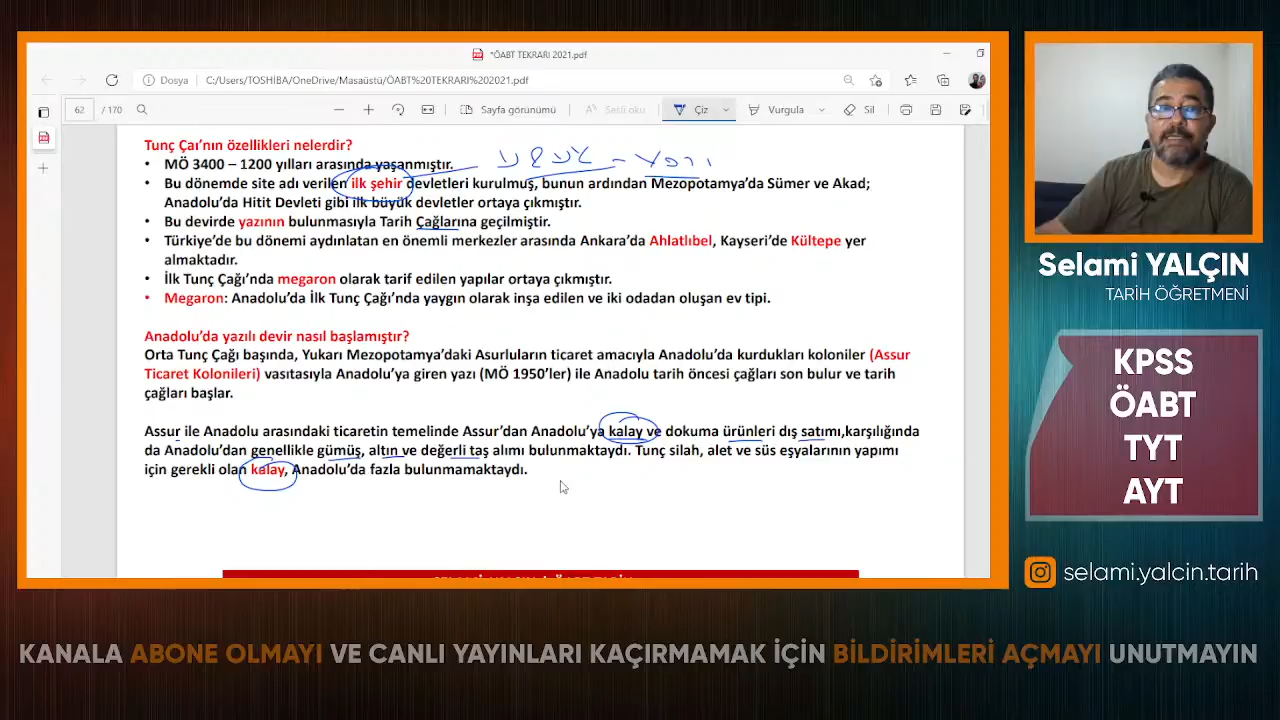 *ÖABT TEKRARI 2021.pdf
Dosya
C:/Users/TOSHİBA/OneDrive/Masaüstü/ÖABT%20TEKRARI%202021.pdf
62 / 170
Sayfa görünümü
Sesli oku
Çiz
Vurgula
Sil
Tunç Çaı’nın özellikleri nelerdir?
• MÖ 3400 – 1200 yılları arasında yaşanmıştır.
URUK – Yazı
• Bu dönemde site adı verilen ilk şehir devletleri kurulmuş, bunun ardından Mezopotamya’da Sümer ve Akad;
Anadolu’da Hitit Devleti gibi ilk büyük devletler ortaya çıkmıştır.
• Bu devirde yazının bulunmasıyla Tarih Çağlarına geçilmiştir.
• Türkiye’de bu dönemi aydınlatan en önemli merkezler arasında Ankara’da Ahlatlıbel, Kayseri’de Kültepe yer
almaktadır.
• İlk Tunç Çağı’nda megaron olarak tarif edilen yapılar ortaya çıkmıştır.
• Megaron: Anadolu’da İlk Tunç Çağı’nda yaygın olarak inşa edilen ve iki odadan oluşan ev tipi.
Anadolu’da yazılı devir nasıl başlamıştır?
Orta Tunç Çağı başında, Yukarı Mezopotamya’daki Asurluların ticaret amacıyla Anadolu’da kurdukları koloniler (Assur
Ticaret Kolonileri) vasıtasıyla Anadolu’ya giren yazı (MÖ 1950’ler) ile Anadolu tarih öncesi çağları son bulur ve tarih
çağları başlar.
Assur ile Anadolu arasındaki ticaretin temelinde Assur’dan Anadolu’ya kalay ve dokuma ürünleri dış satımı,karşılığında
da Anadolu’dan genellikle gümüş, altın ve değerli taş alımı bulunmaktaydı. Tunç silah, alet ve süs eşyalarının yapımı
için gerekli olan kalay, Anadolu’da fazla bulunmamaktaydı.
Selami YALÇIN
TARİH ÖĞRETMENİ
KPSS
ÖABT
TYT
AYT
selami.yalcin.tarih
KANALA ABONE OLMAYI VE CANLI YAYINLARI KAÇIRMAMAK İÇİN BİLDİRİMLERİ AÇMAYI UNUTMAYIN